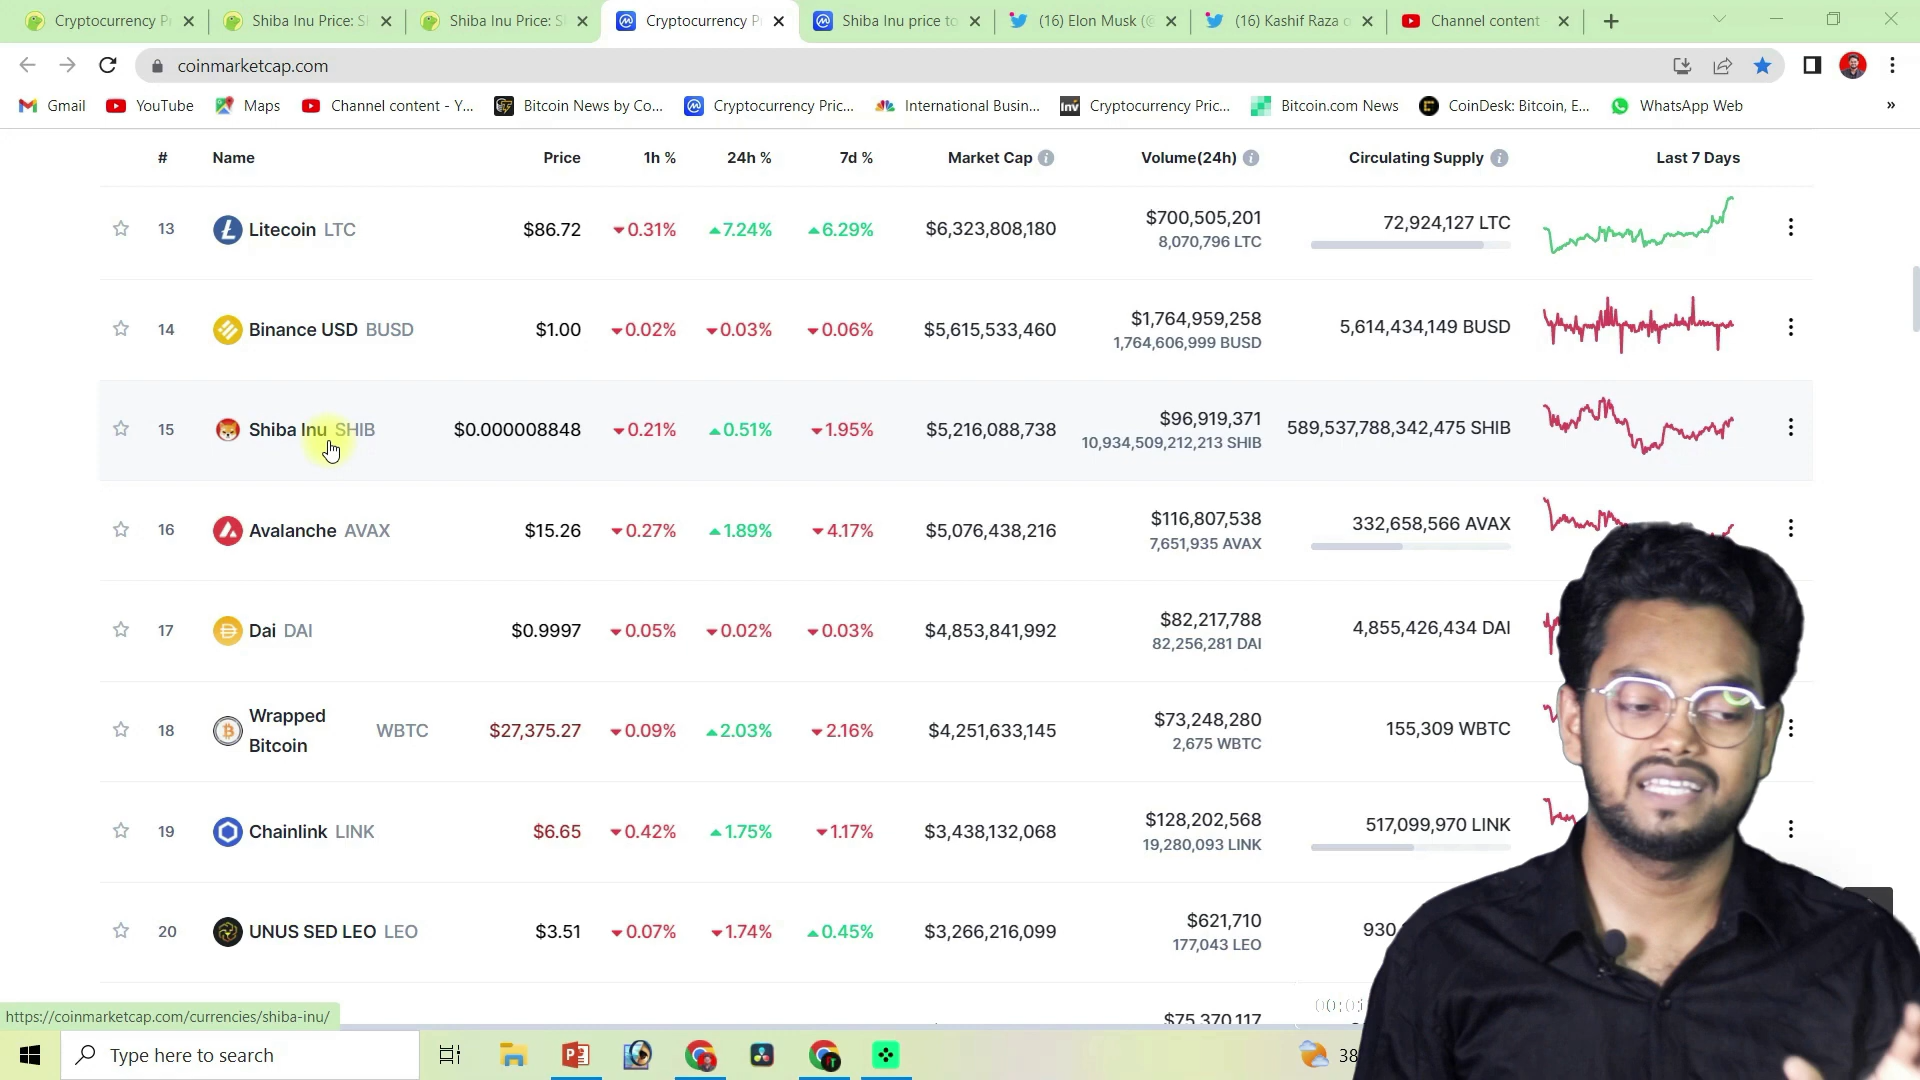 Cryptocurrency P
Shiba Inu Price: S
Shiba Inu Price: S
Cryptocurrency P
Shiba Inu price to
(16) Elon Musk (@
(16) Kashif Raza o
Channel content
coinmarketcap.com
Gmail
YouTube
Maps
Channel content - Y...
Bitcoin News by Co...
Cryptocurrency Pric...
International Busin...
Inv
Cryptocurrency Pric...
Bitcoin.com News
CoinDesk: Bitcoin, E...
WhatsApp Web
»
# Name Price 1h % 24h % 7d % Market Cap Volume(24h) Circulating Supply Last 7 Days
13 Litecoin LTC $86.72 0.31% 7.24% 6.29% $6,323,808,180 $700,505,201 72,924,127 LTC
8,070,796 LTC
14 Binance USD BUSD $1.00 0.02% 0.03% 0.06% $5,615,533,460 $1,764,959,258 5,614,434,149 BUSD
1,764,606,999 BUSD
15 Shiba Inu SHIB $0.000008848 0.21% 0.51% 1.95% $5,216,088,738 $96,919,371 589,537,788,342,475 SHIB
10,934,509,212,213 SHIB
16 Avalanche AVAX $15.26 0.27% 1.89% 4.17% $5,076,438,216 $116,807,538 332,658,566 AVAX
7,651,935 AVAX
17 Dai DAI $0.9997 0.05% 0.02% 0.03% $4,853,841,992 $82,217,788 4,855,426,434 DAI
82,256,281 DAI
18 Wrapped Bitcoin WBTC $27,375.27 0.09% 2.03% 2.16% $4,251,633,145 $73,248,280 155,309 WBTC
2,675 WBTC
19 Chainlink LINK $6.65 0.42% 1.75% 1.17% $3,438,132,068 $128,202,568 517,099,970 LINK
19,280,093 LINK
20 UNUS SED LEO LEO $3.51 0.07% 1.74% 0.45% $3,266,216,099 $621,710 930
177,043 LEO
$75,370,117
https://coinmarketcap.com/currencies/shiba-inu/
Type here to search
38